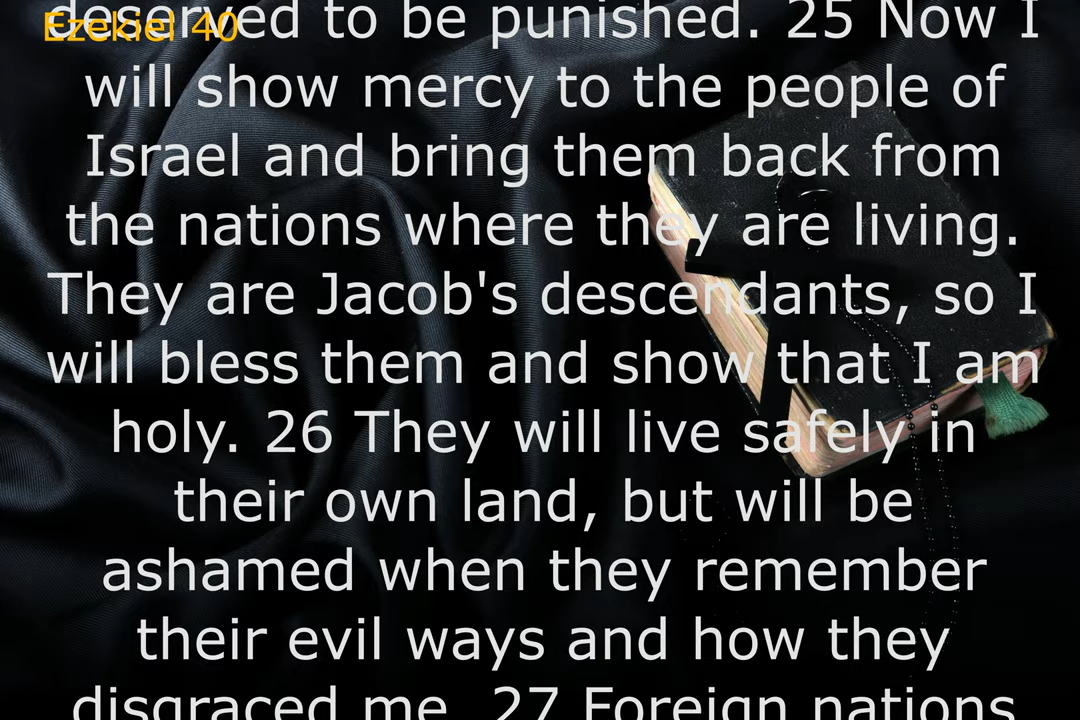 Ezekiel 40
deserved to be punished. 25 Now I
will show mercy to the people of
Israel and bring them back from
the nations where they are living.
They are Jacob's descendants, so I
will bless them and show that I am
holy. 26 They will live safely in
their own land, but will be
ashamed when they remember
their evil ways and how they
disgraced me. 27 Foreign nations